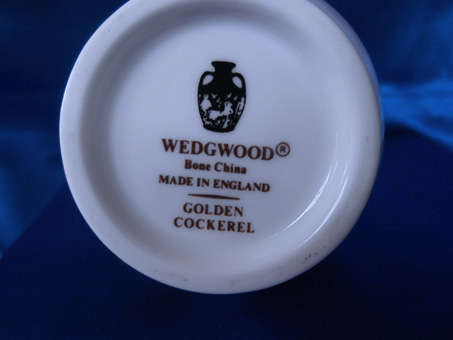 WEDGWOOD®
Bone China
MADE IN ENGLAND
GOLDEN
COCKEREL